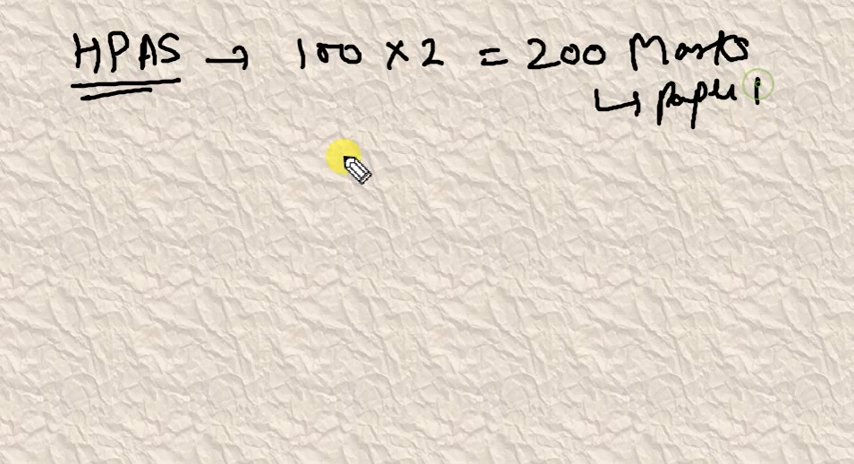 HPAS → 100 × 2 = 200 Marks
↳ paper 1